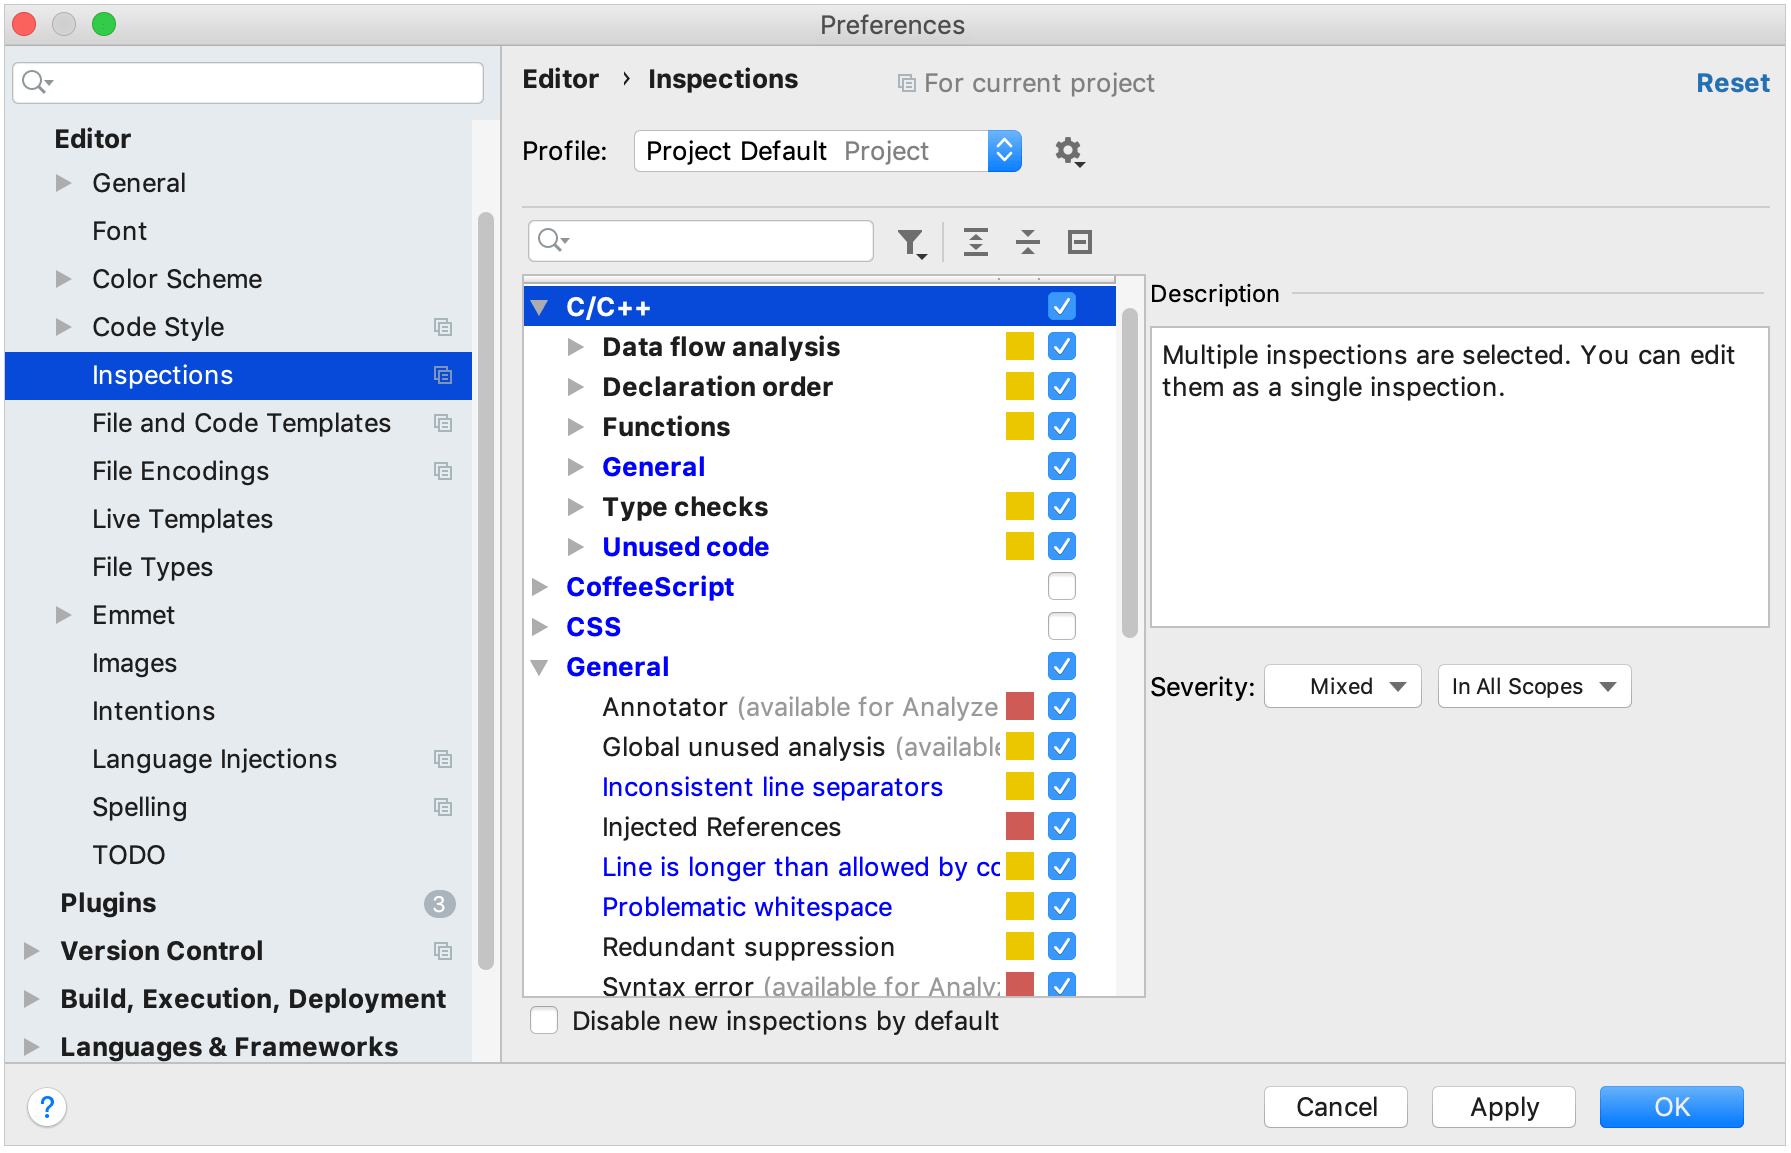 Preferences
Editor
General
Font
Color Scheme
Code Style
Inspections
File and Code Templates
File Encodings
Live Templates
File Types
Emmet
Images
Intentions
Language Injections
Spelling
TODO
Plugins 3
Version Control
Build, Execution, Deployment
Languages & Frameworks
Editor › Inspections For current project Reset
Profile: Project Default Project
C/C++
Data flow analysis
Declaration order
Functions
General
Type checks
Unused code
CoffeeScript
CSS
General
Annotator (available for Analyze
Global unused analysis (available
Inconsistent line separators
Injected References
Line is longer than allowed by co
Problematic whitespace
Redundant suppression
Syntax error (available for Analyz
Disable new inspections by default
Description
Multiple inspections are selected. You can edit
them as a single inspection.
Severity: Mixed In All Scopes
? Cancel Apply OK